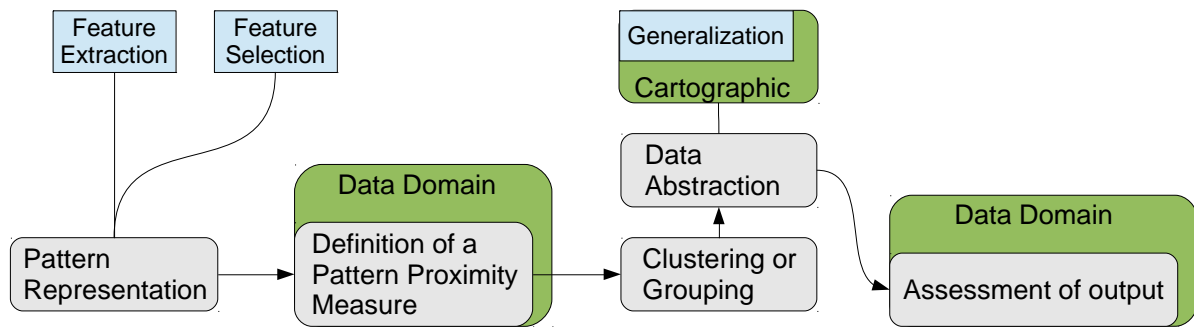 Feature
Extraction
Feature
Selection
Generalization
Cartographic
Data
Abstraction
Data Domain
Data Domain
Pattern
Representation
Definition of a
Pattern Proximity
Measure
Clustering or
Grouping
Assessment of output